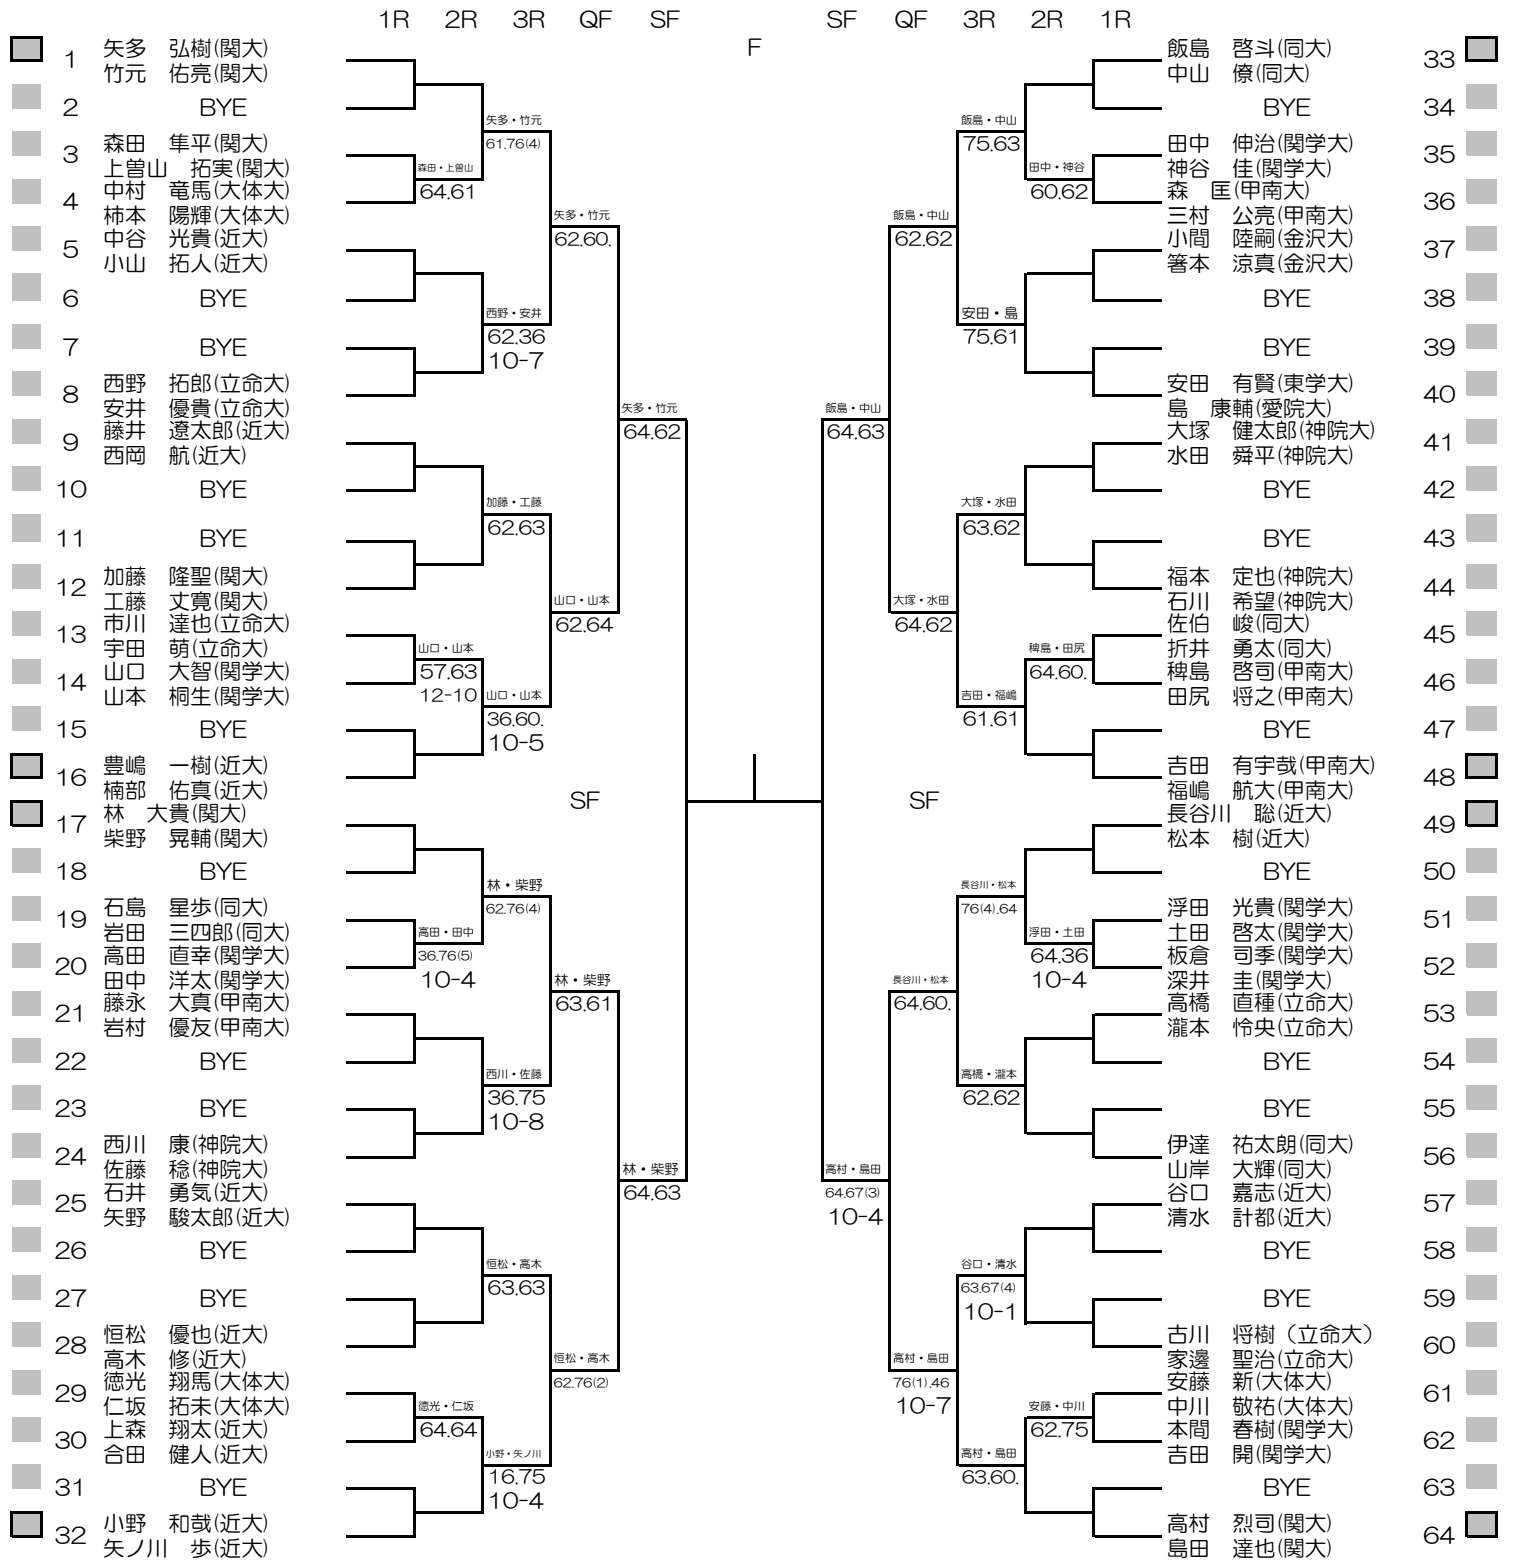 1R 2R 3R QF SF SF QF 3R 2R 1R
F
1 矢多 弘樹(関大)
竹元 佑亮(関大)
2 BYE
3 森田 隼平(関大)
上曽山 拓実(関大)
4 中村 竜馬(大体大)
柿本 陽輝(大体大)
5 中谷 光貴(近大)
小山 拓人(近大)
6 BYE
7 BYE
8 西野 拓郎(立命大)
安井 優貴(立命大)
9 藤井 遼太郎(近大)
西岡 航(近大)
10 BYE
11 BYE
12 加藤 隆聖(関大)
工藤 丈寛(関大)
13 市川 達也(立命大)
宇田 萌(立命大)
14 山口 大智(関学大)
山本 桐生(関学大)
15 BYE
16 豊嶋 一樹(近大)
楠部 佑真(近大)
17 林 大貴(関大)
柴野 晃輔(関大)
18 BYE
19 石島 星歩(同大)
岩田 三四郎(同大)
20 高田 直幸(関学大)
田中 洋太(関学大)
21 藤永 大真(甲南大)
岩村 優友(甲南大)
22 BYE
23 BYE
24 西川 康(神院大)
佐藤 稔(神院大)
25 石井 勇気(近大)
矢野 駿太郎(近大)
26 BYE
27 BYE
28 恒松 優也(近大)
高木 修(近大)
29 徳光 翔馬(大体大)
仁坂 拓未(大体大)
30 上森 翔太(近大)
合田 健人(近大)
31 BYE
32 小野 和哉(近大)
矢ノ川 歩(近大)
森田・上曽山
64.61
山口・山本
57.63
12-10
高田・田中
36.76(5)
10-4
徳光・仁坂
64.64
矢多・竹元
61.76(4)
西野・安井
62.36
10-7
加藤・工藤
62.63
山口・山本
36.60.
10-5
林・柴野
62.76(4)
西川・佐藤
36.75
10-8
恒松・高木
63.63
小野・矢ノ川
16.75
10-4
矢多・竹元
62.60.
山口・山本
62.64
林・柴野
63.61
恒松・高木
62.76(2)
矢多・竹元
64.62
林・柴野
64.63
SF
SF
飯島・中山
64.63
高村・島田
64.67(3)
10-4
飯島・中山
62.62
大塚・水田
64.62
長谷川・松本
64.60.
高村・島田
76(1).46
10-7
飯島・中山
75.63
安田・島
75.61
大塚・水田
63.62
吉田・福嶋
61.61
長谷川・松本
76(4).64
高橋・瀧本
62.62
谷口・清水
63.67(4)
10-1
高村・島田
63.60.
田中・神谷
60.62
稗島・田尻
64.60.
浮田・土田
64.36
10-4
安藤・中川
62.75
飯島 啓斗(同大) 33
中山 僚(同大)
BYE 34
田中 伸治(関学大) 35
神谷 佳(関学大)
森 匡(甲南大) 36
三村 公亮(甲南大)
小間 陸嗣(金沢大) 37
箸本 涼真(金沢大)
BYE 38
BYE 39
安田 有賢(東学大) 40
島 康輔(愛院大)
大塚 健太郎(神院大) 41
水田 舜平(神院大)
BYE 42
BYE 43
福本 定也(神院大) 44
石川 希望(神院大)
佐伯 峻(同大) 45
折井 勇太(同大)
稗島 啓司(甲南大) 46
田尻 将之(甲南大)
BYE 47
吉田 有宇哉(甲南大) 48
福嶋 航大(甲南大)
長谷川 聡(近大) 49
松本 樹(近大)
BYE 50
浮田 光貴(関学大) 51
土田 啓太(関学大)
板倉 司季(関学大) 52
深井 圭(関学大)
高橋 直種(立命大) 53
瀧本 怜央(立命大)
BYE 54
BYE 55
伊達 祐太朗(同大) 56
山岸 大輝(同大)
谷口 嘉志(近大) 57
清水 計都(近大)
BYE 58
BYE 59
古川 将樹（立命大） 60
家邊 聖治(立命大)
安藤 新(大体大) 61
中川 敬祐(大体大)
本間 春樹(関学大) 62
吉田 開(関学大)
BYE 63
高村 烈司(関大) 64
島田 達也(関大)